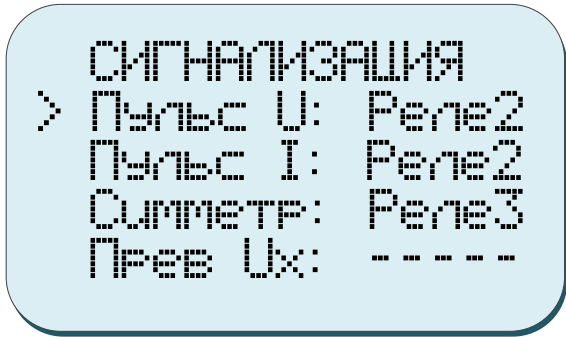 СИГНАЛИЗАЦИЯ
> Пульс U: Реле2
Пульс I: Реле2
Симметр: Реле3
Прев Ux: -----